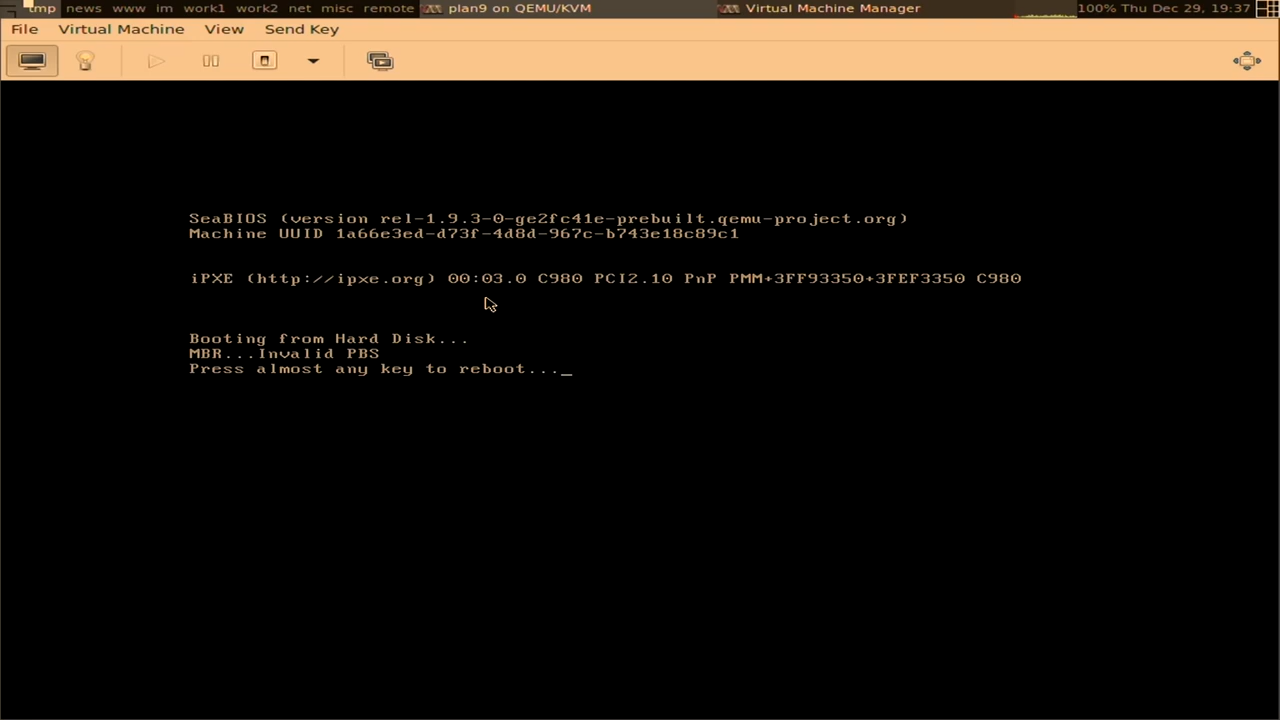 tmp news www im work1 work2 net misc remote plan9 on QEMU/KVM Virtual Machine Manager 100% Thu Dec 29, 19:37
File Virtual Machine View Send Key
SeaBIOS (version rel-1.9.3-0-ge2fc41e-prebuilt.qemu-project.org)
Machine UUID 1a66e3ed-d73f-4d8d-967c-b743e18c89c1
iPXE (http://ipxe.org) 00:03.0 C980 PCI2.10 PnP PMM+3FF93350+3FEF3350 C980
Booting from Hard Disk...
MBR...Invalid PBS
Press almost any key to reboot..._